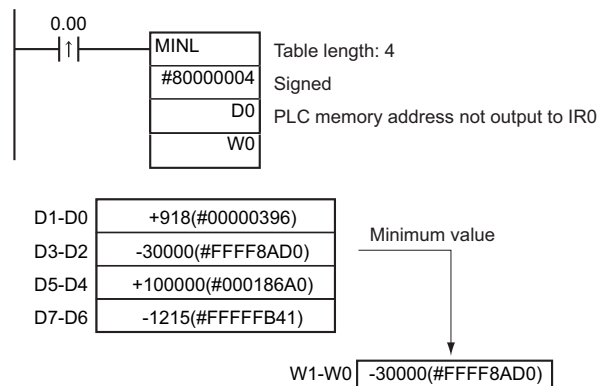 0.00
↑
MINL
Table length: 4
#80000004
Signed
D0
PLC memory address not output to IR0
W0
D1-D0 +918(#00000396)
D3-D2 -30000(#FFFF8AD0)
Minimum value
D5-D4 +100000(#000186A0)
D7-D6 -1215(#FFFFFB41)
W1-W0 -30000(#FFFF8AD0)